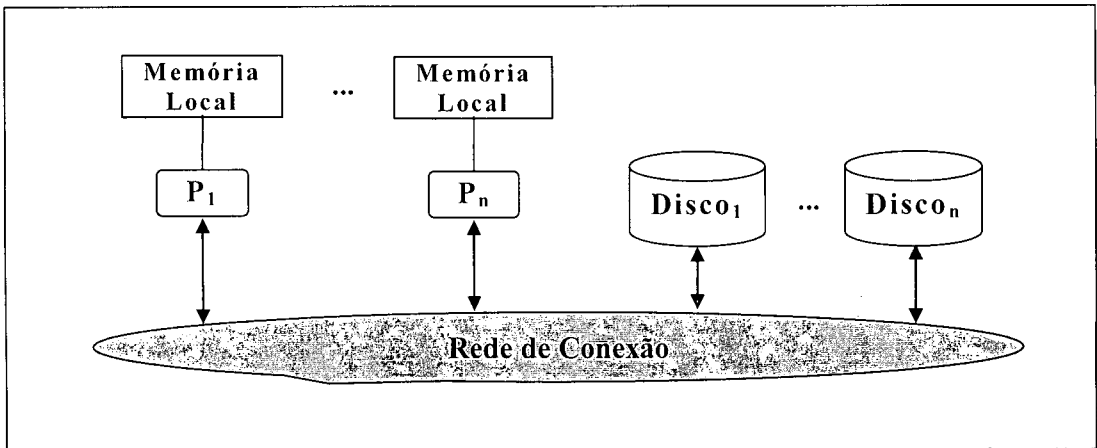 Memória
Local
...
Memória
Local
P1
Pn
Disco1
...
Discon
Rede de Conexão